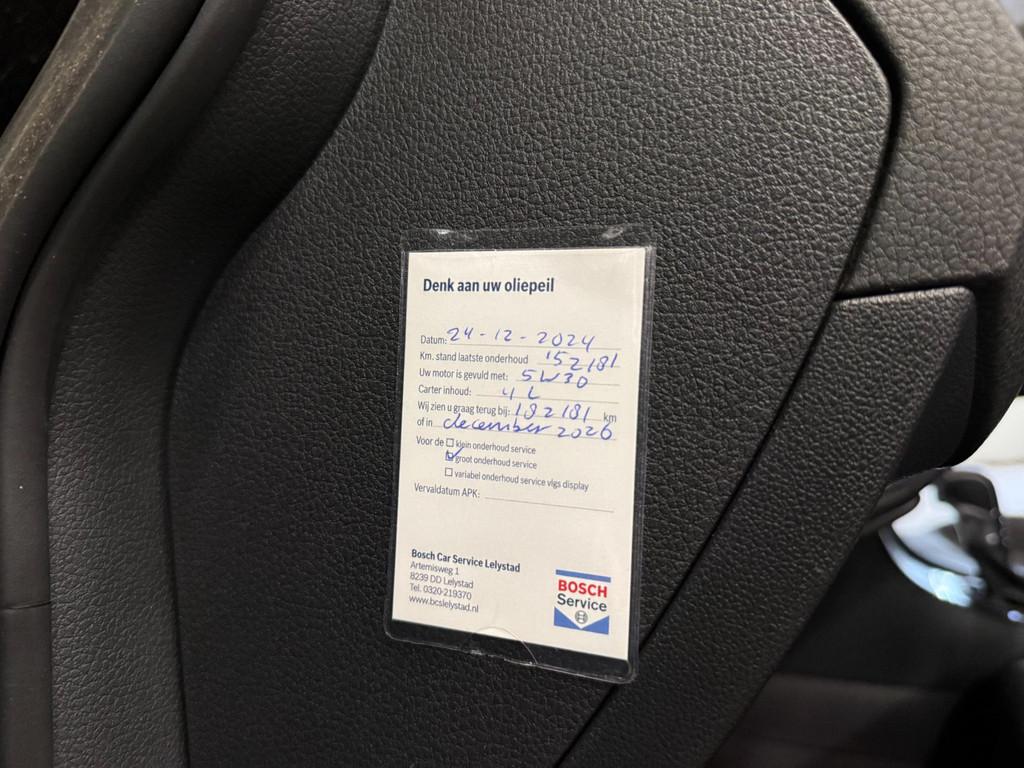 Denk aan uw oliepeil
Datum: 24-12-2024
Km. stand laatste onderhoud 152181
Uw motor is gevuld met: 5W30
Carter inhoud: 4 L
Wij zien u graag terug bij: 182181 km
of in december 2026
Voor de ☐ klein onderhoud service
☑ groot onderhoud service
☐ variabel onderhoud service vlgs display
Vervaldatum APK:
Bosch Car Service Lelystad
Artemisweg 1
8239 DD Lelystad
Tel. 0320-219370
www.bcslelystad.nl
BOSCH
Service